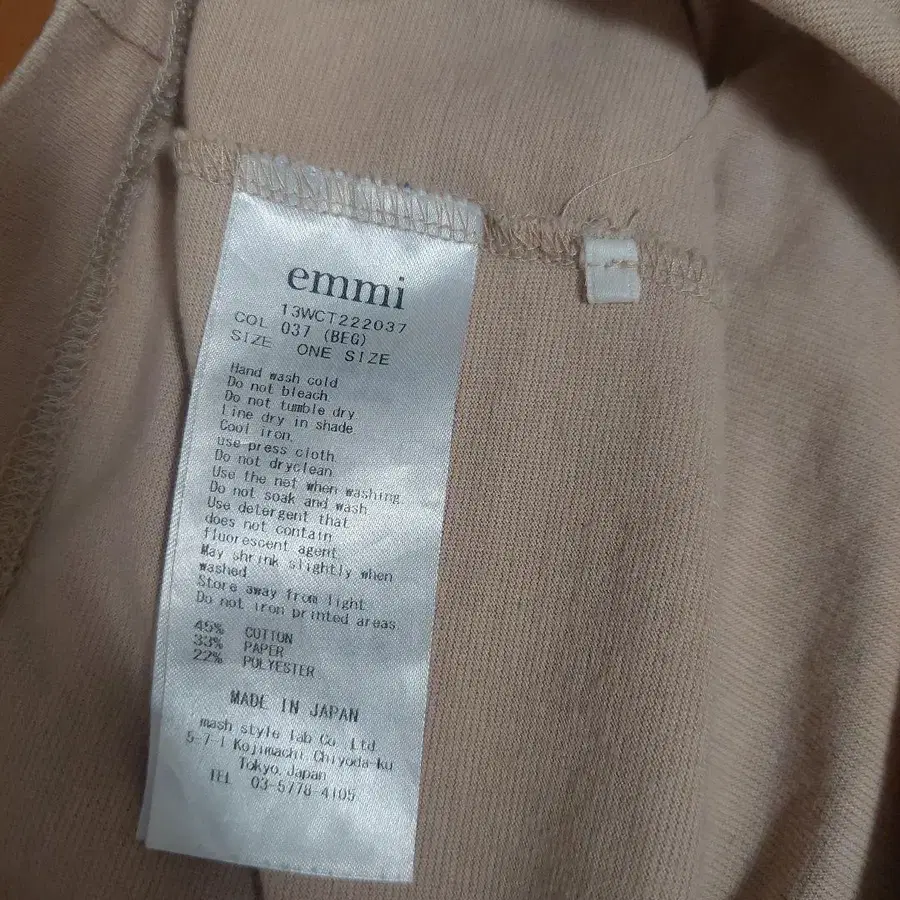 emmi
13WCT222037
COL 037 (BEG)
SIZE ONE SIZE
Hand wash cold
Do not bleach
Do not tumble dry
Line dry in shade
Cool iron
use press cloth
Do not dryclean
Use the net when washing
Do not soak and wash
Use detergent that
does not contain
fluorescent agent
May shrink slightly when
washed
Store away from light
Do not iron printed areas
45% COTTON
33% PAPER
22% POLYESTER
MADE IN JAPAN
mash style lab Co.,Ltd.
5-7-1 Kojimachi, Chiyoda-ku
Tokyo, Japan
TEL 03-5778-4105